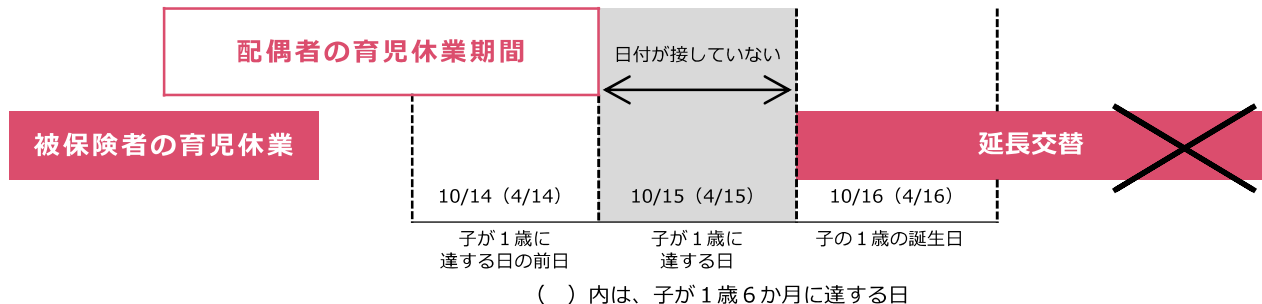 配偶者の育児休業期間
日付が接していない
被保険者の育児休業
延長交替
10/14（4/14）
10/15（4/15）
10/16（4/16）
子が１歳に
達する日の前日
子が１歳に
達する日
子の１歳の誕生日
（　）内は、子が１歳６か月に達する日